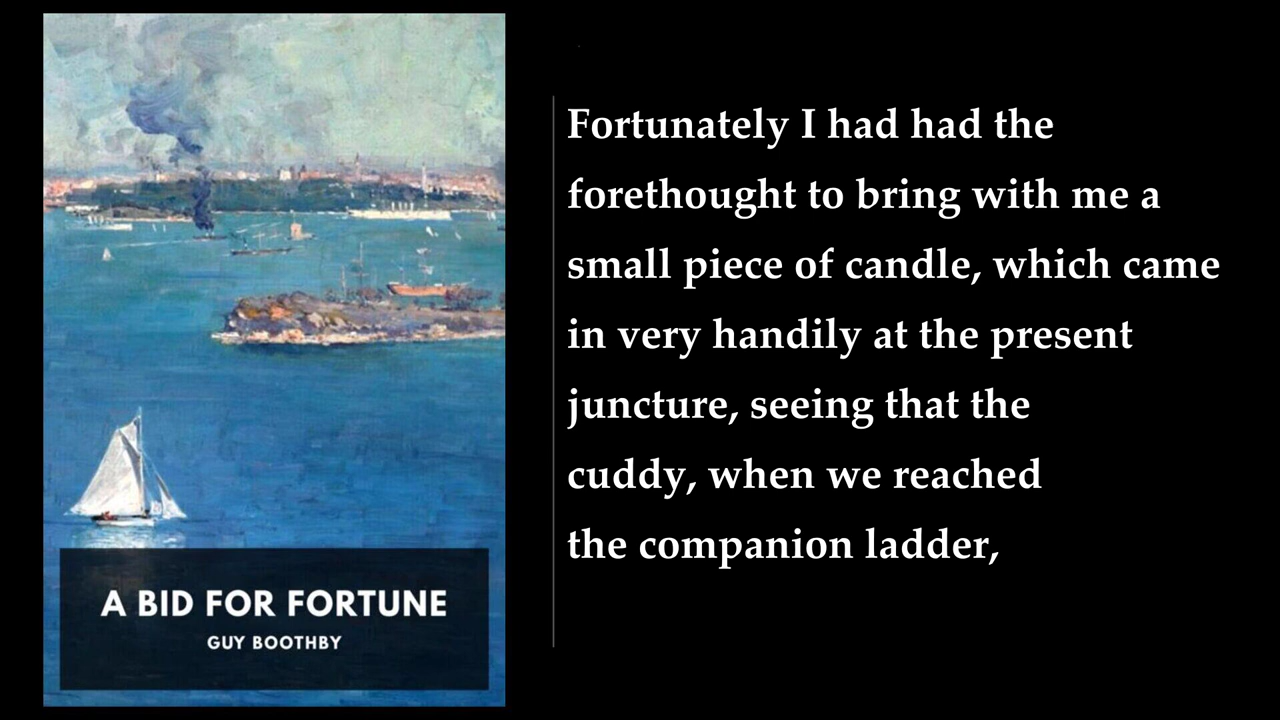 A BID FOR FORTUNE
GUY BOOTHBY
Fortunately I had had the
forethought to bring with me a
small piece of candle, which came
in very handily at the present
juncture, seeing that the
cuddy, when we reached
the companion ladder,